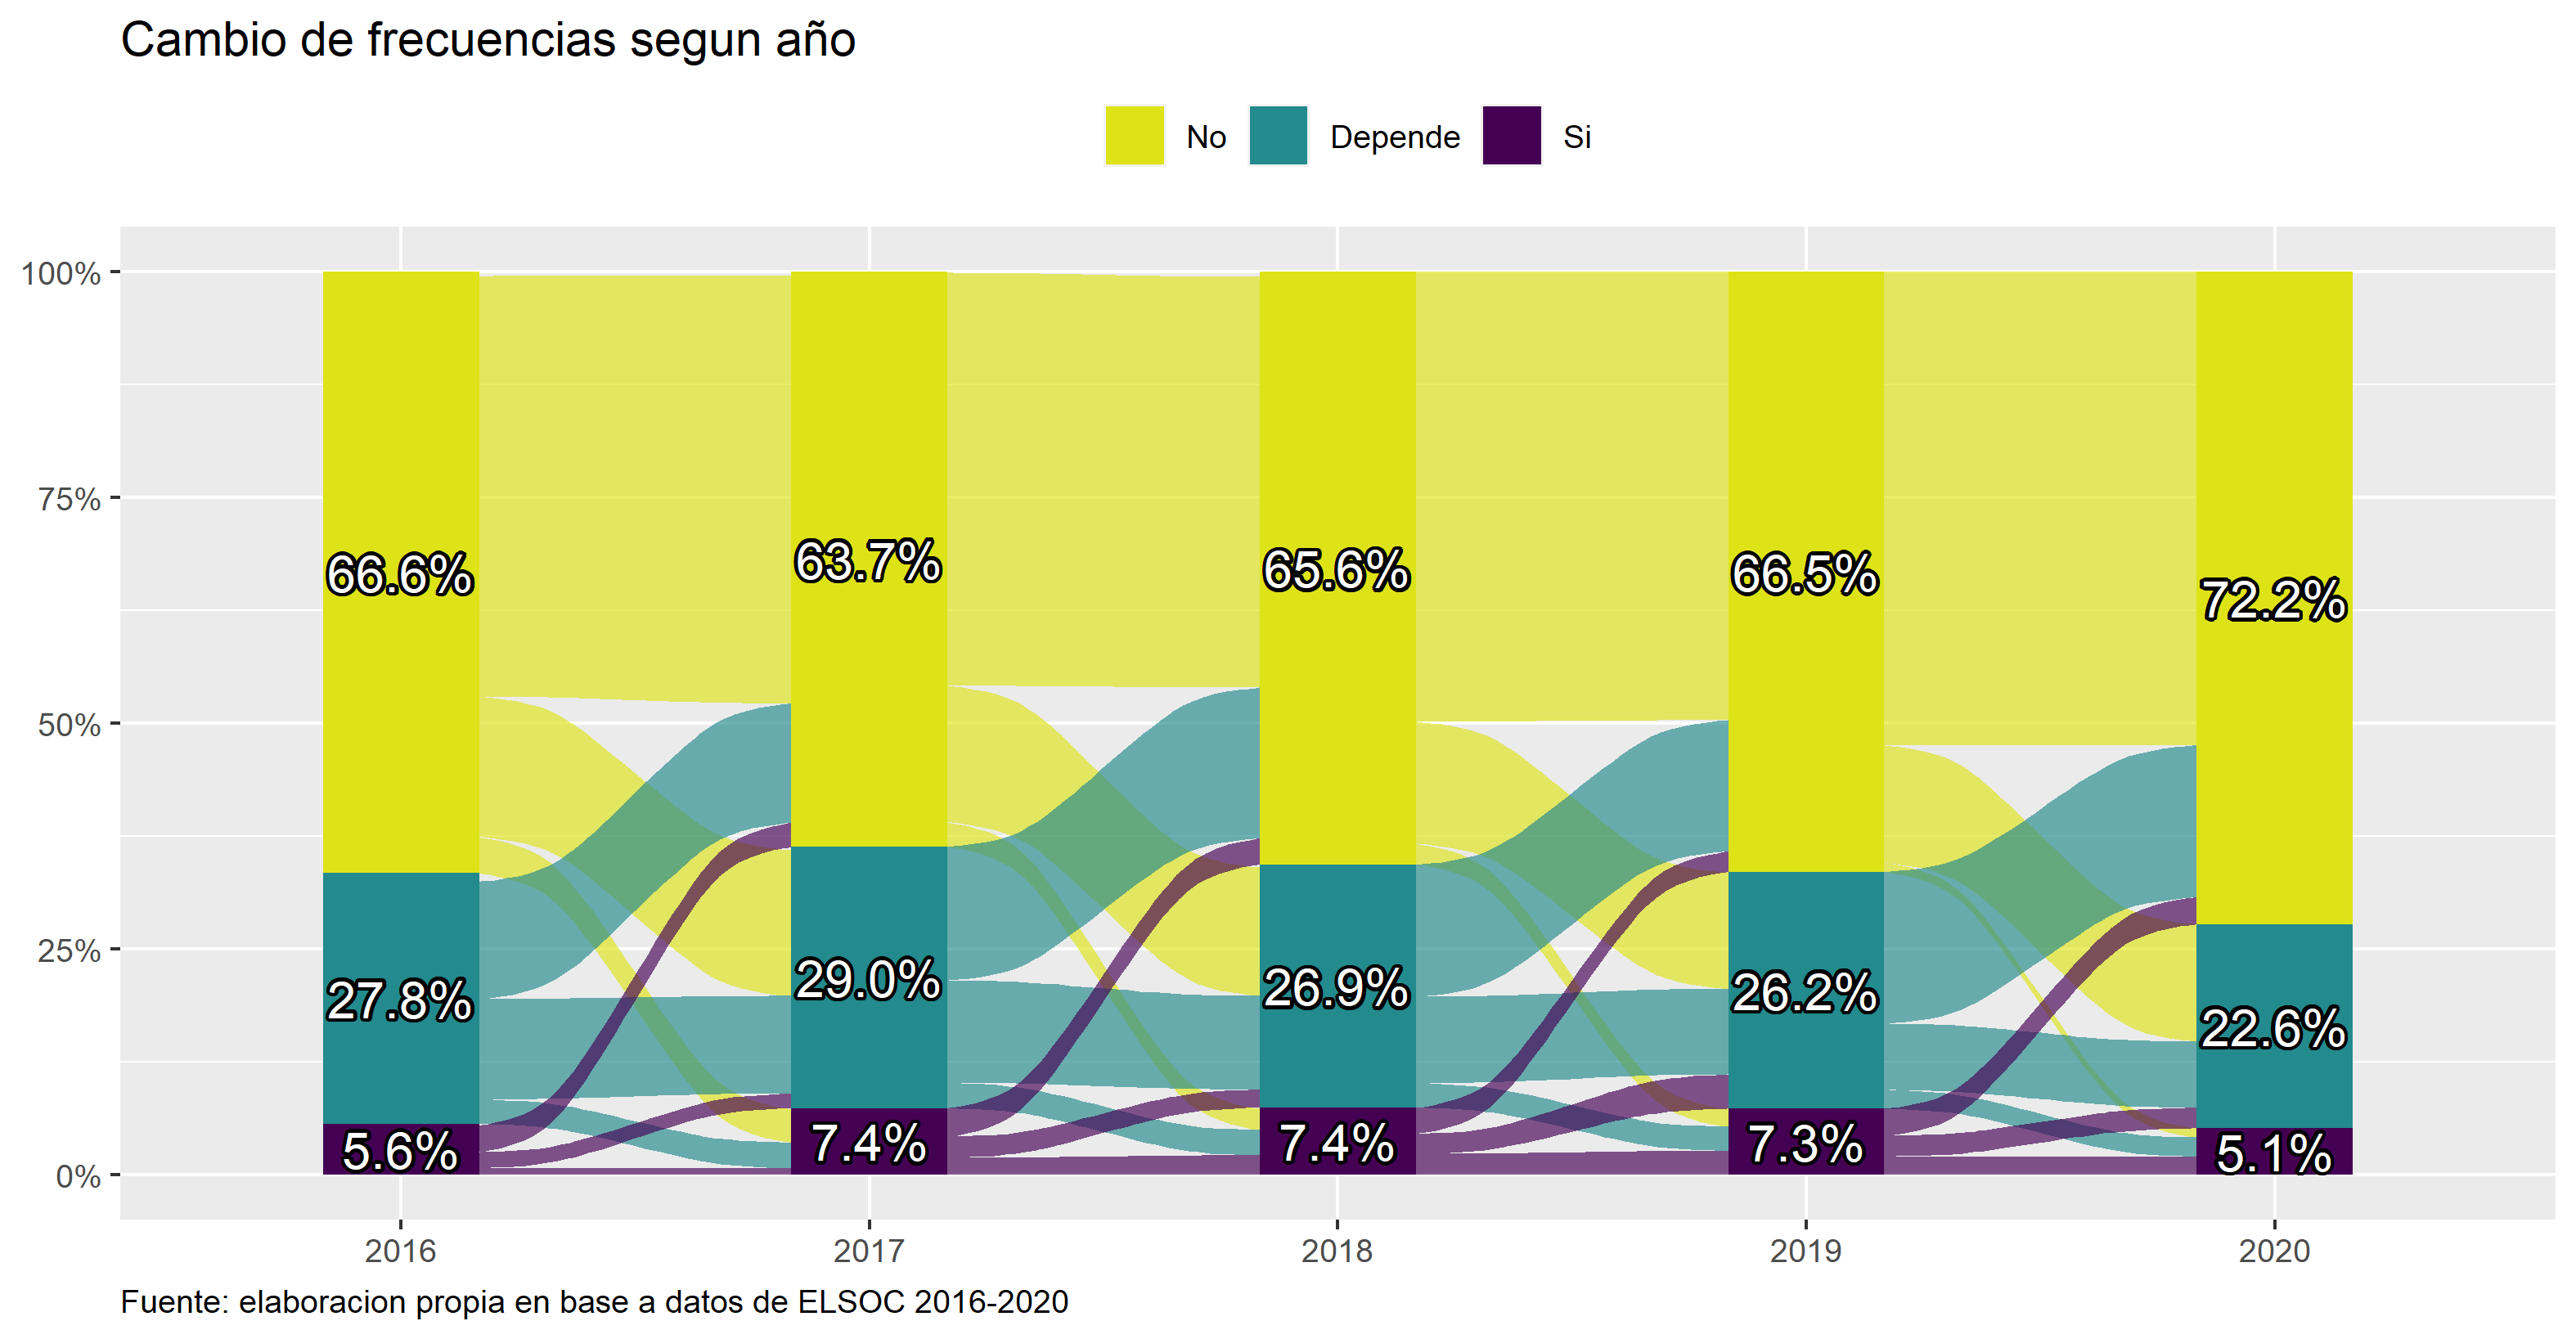 Cambio de frecuencias segun año
No Depende Si
100%
75%
50%
25%
0%
66.6% 63.7% 65.6% 66.5% 72.2%
27.8% 29.0% 26.9% 26.2% 22.6%
5.6% 7.4% 7.4% 7.3% 5.1%
2016 2017 2018 2019 2020
Fuente: elaboracion propia en base a datos de ELSOC 2016-2020